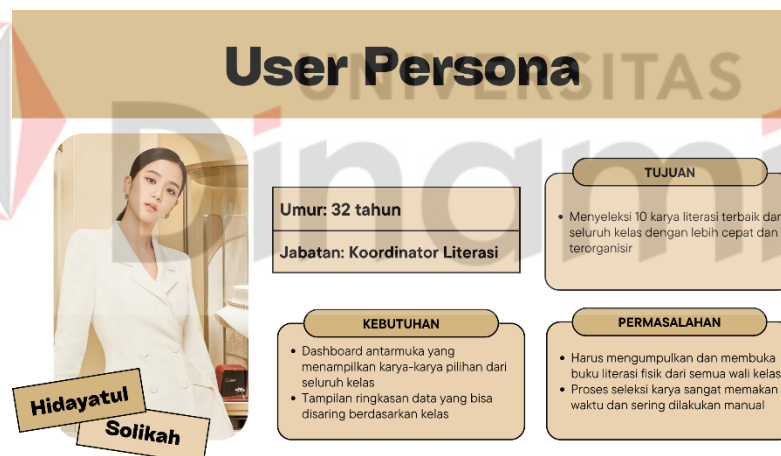 User Persona
UNIVERSITAS
Dinami
Umur: 32 tahun
Jabatan: Koordinator Literasi
TUJUAN
• Menyeleksi 10 karya literasi terbaik dar
seluruh kelas dengan lebih cepat dan
terorganisir
KEBUTUHAN
• Dashboard antarmuka yang
menampilkan karya-karya pilihan dari
seluruh kelas
• Tampilan ringkasan data yang bisa
disaring berdasarkan kelas
PERMASALAHAN
• Harus mengumpulkan dan membuka
buku literasi fisik dari semua wali kelas
• Proses seleksi karya sangat memakan
waktu dan sering dilakukan manual
Hidayatul
Solikah